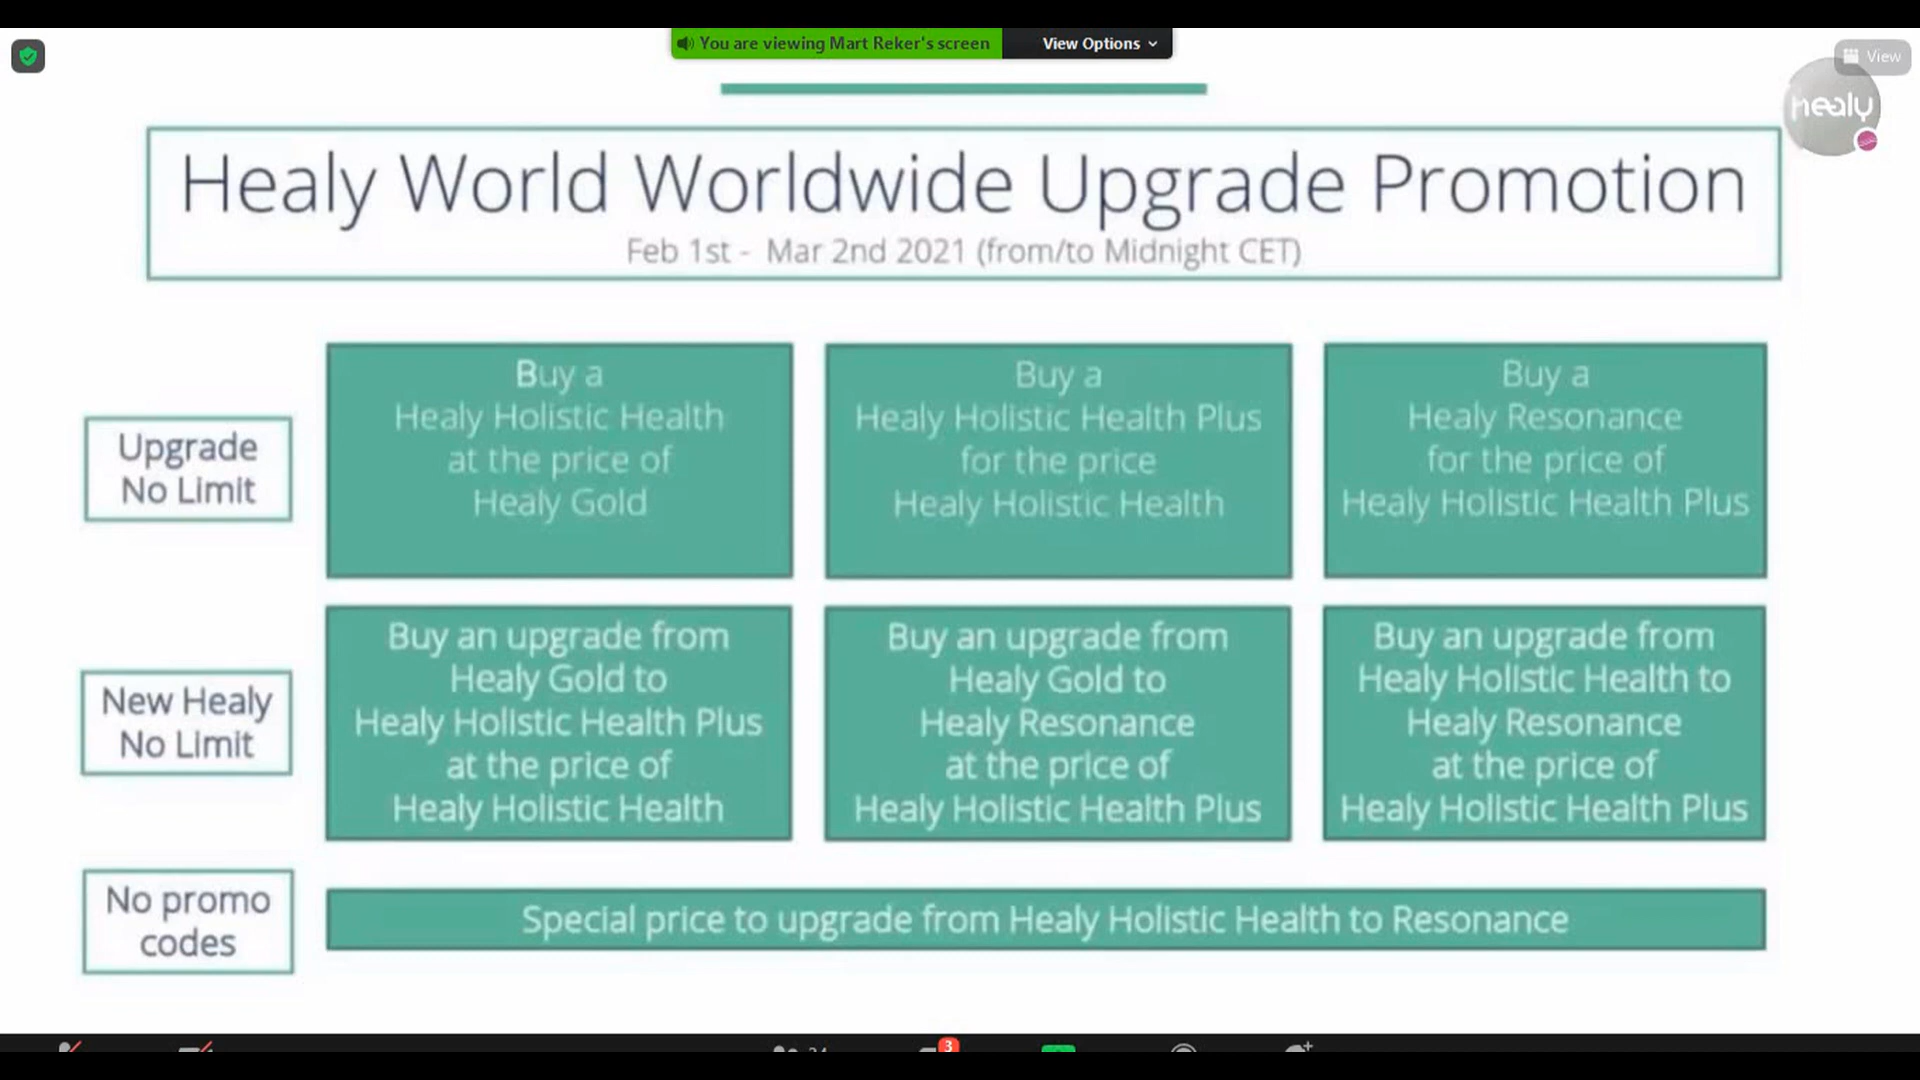 You are viewing Mart Reker's screen
View Options
View
healy
Healy World Worldwide Upgrade Promotion
Feb 1st - Mar 2nd 2021 (from/to Midnight CET)
Upgrade
No Limit
Buy a
Healy Holistic Health
at the price of
Healy Gold
Buy a
Healy Holistic Health Plus
for the price
Healy Holistic Health
Buy a
Healy Resonance
for the price of
Healy Holistic Health Plus
New Healy
No Limit
Buy an upgrade from
Healy Gold to
Healy Holistic Health Plus
at the price of
Healy Holistic Health
Buy an upgrade from
Healy Gold to
Healy Resonance
at the price of
Healy Holistic Health Plus
Buy an upgrade from
Healy Holistic Health to
Healy Resonance
at the price of
Healy Holistic Health Plus
No promo
codes
Special price to upgrade from Healy Holistic Health to Resonance
3